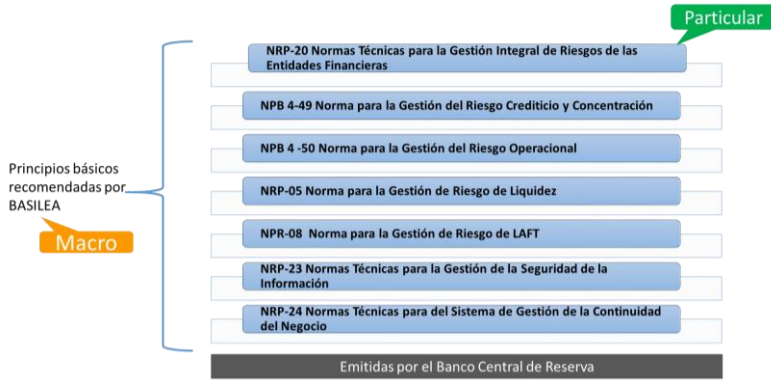 Particular
NRP-20 Normas Técnicas para la Gestión Integral de Riesgos de las
Entidades Financieras
NPB 4-49 Norma para la Gestión del Riesgo Crediticio y Concentración
NPB 4 -50 Norma para la Gestión del Riesgo Operacional
Principios básicos
recomendadas por
BASILEA
Macro
NRP-05 Norma para la Gestión de Riesgo de Liquidez
NPR-08 Norma para la Gestión de Riesgo de LAFT
NRP-23 Normas Técnicas para la Gestión de la Seguridad de la
Información
NRP-24 Normas Técnicas para del Sistema de Gestión de la Continuidad
del Negocio
Emitidas por el Banco Central de Reserva